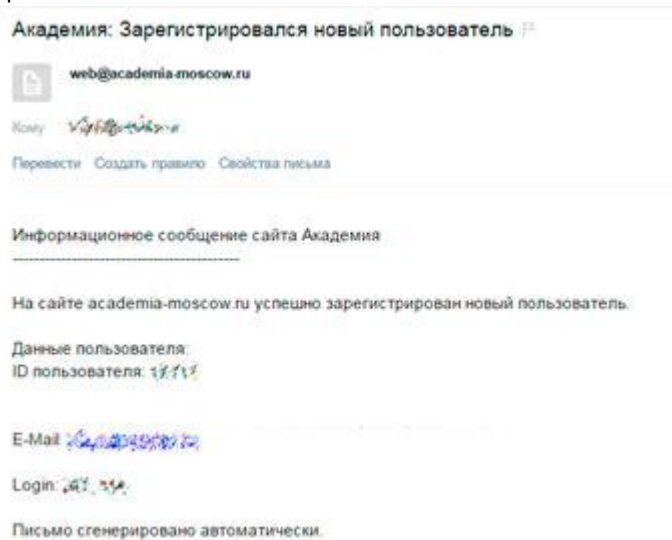 Академия: Зарегистрировался новый пользователь
web@academia-moscow.ru
Кому
Перевести Создать правило Свойства письма
Информационное сообщение сайта Академия
------------------------------------------
На сайте academia-moscow.ru успешно зарегистрирован новый пользователь.
Данные пользователя:
ID пользователя:
E-Mail:
Login:
Письмо сгенерировано автоматически.